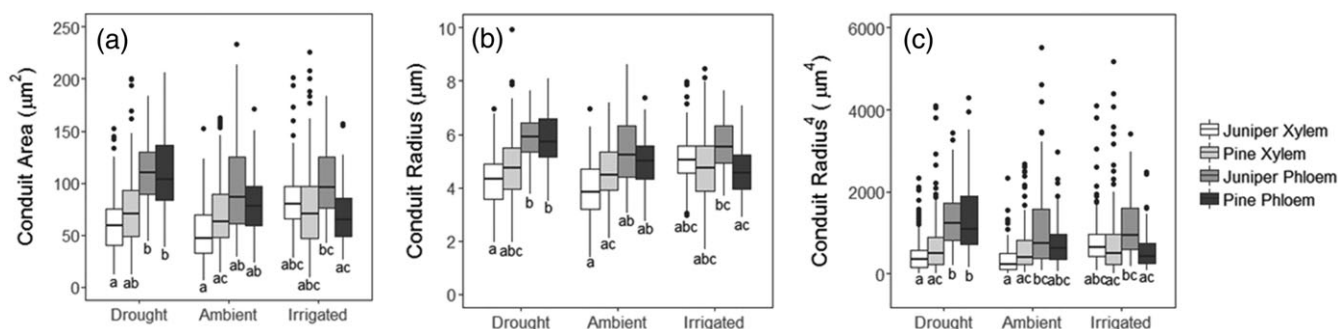 (a)
Conduit Area (μm²)
250
200
150
100
50
0
a ab b b
a ac ab ab
abc abc bc ac
Drought Ambient Irrigated
(b)
Conduit Radius (μm)
10
8
6
4
2
0
a abc b b
a ac ab ab
abc abc bc ac
Drought Ambient Irrigated
(c)
Conduit Radius⁴ ( μm⁴)
6000
4000
2000
0
a ac b b
a ac bc abc
abc ac bc ac
Drought Ambient Irrigated
Juniper Xylem
Pine Xylem
Juniper Phloem
Pine Phloem